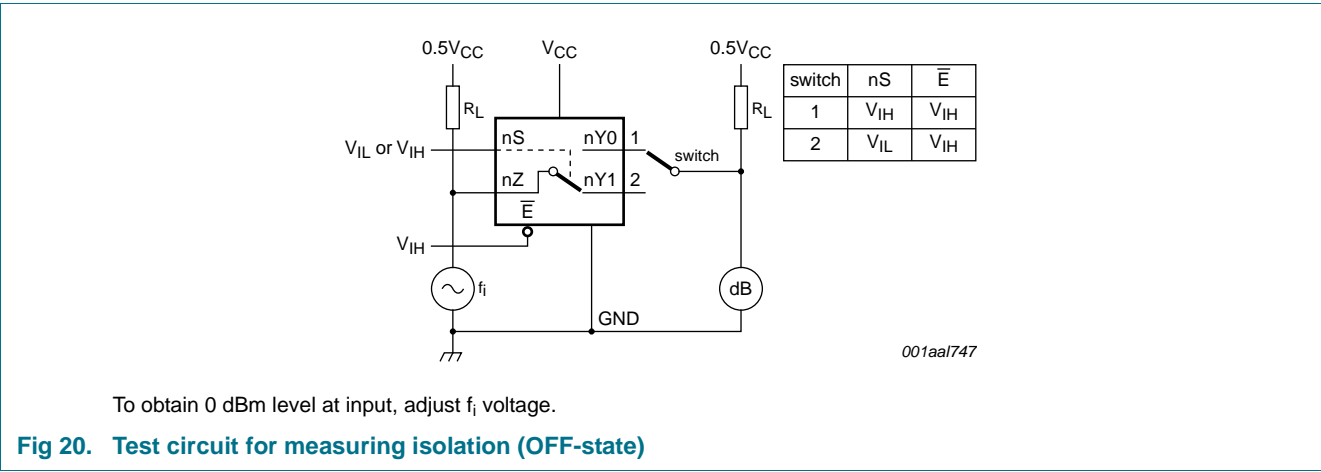 0.5VCC VCC 0.5VCC
switch nS E̅
RL RL 1 VIH VIH
VIL or VIH nS nY0 1 switch 2 VIL VIH
nZ nY1 2
E̅
VIH
fi dB
GND
001aal747
To obtain 0 dBm level at input, adjust fi voltage.
Fig 20. Test circuit for measuring isolation (OFF-state)